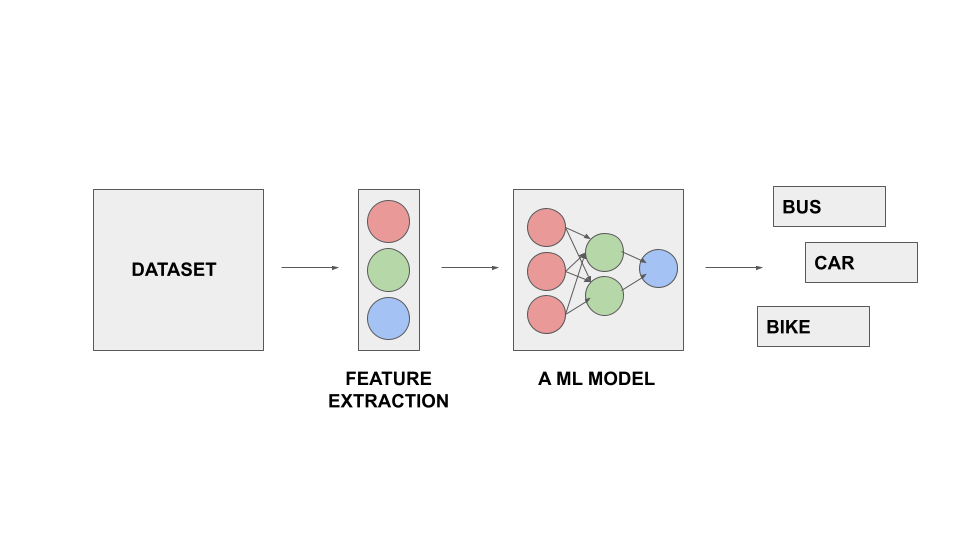 DATASET
FEATURE
EXTRACTION
A ML MODEL
BUS
CAR
BIKE